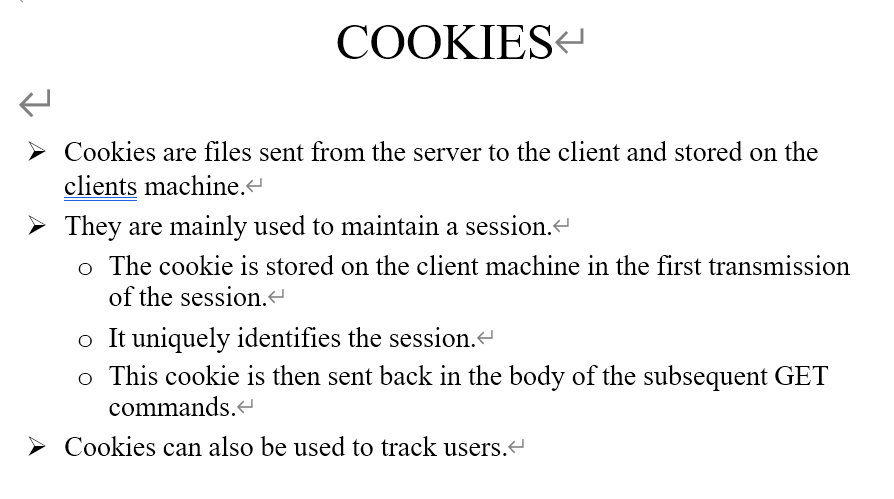 COOKIES↵
↵
➢ Cookies are files sent from the server to the client and stored on the
clients machine.↵
➢ They are mainly used to maintain a session.↵
o The cookie is stored on the client machine in the first transmission
of the session.↵
o It uniquely identifies the session.↵
o This cookie is then sent back in the body of the subsequent GET
commands.↵
➢ Cookies can also be used to track users.↵